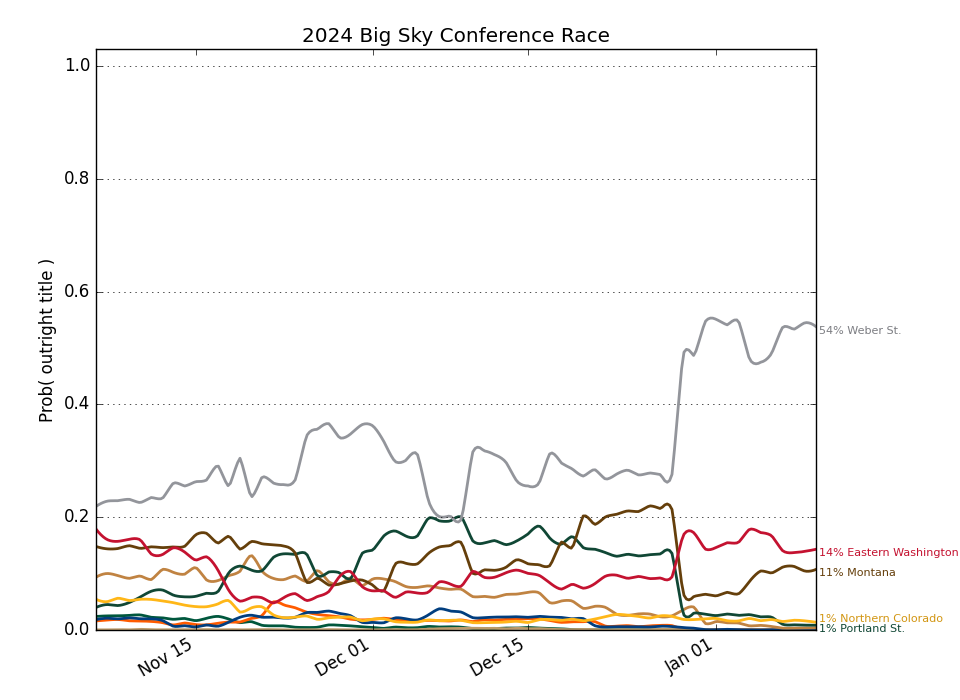 2024 Big Sky Conference Race
Prob( outright title )
1.0
0.8
0.6
0.4
0.2
0.0
Nov 15
Dec 01
Dec 15
Jan 01
54% Weber St.
14% Eastern Washington
11% Montana
1% Northern Colorado
1% Portland St.